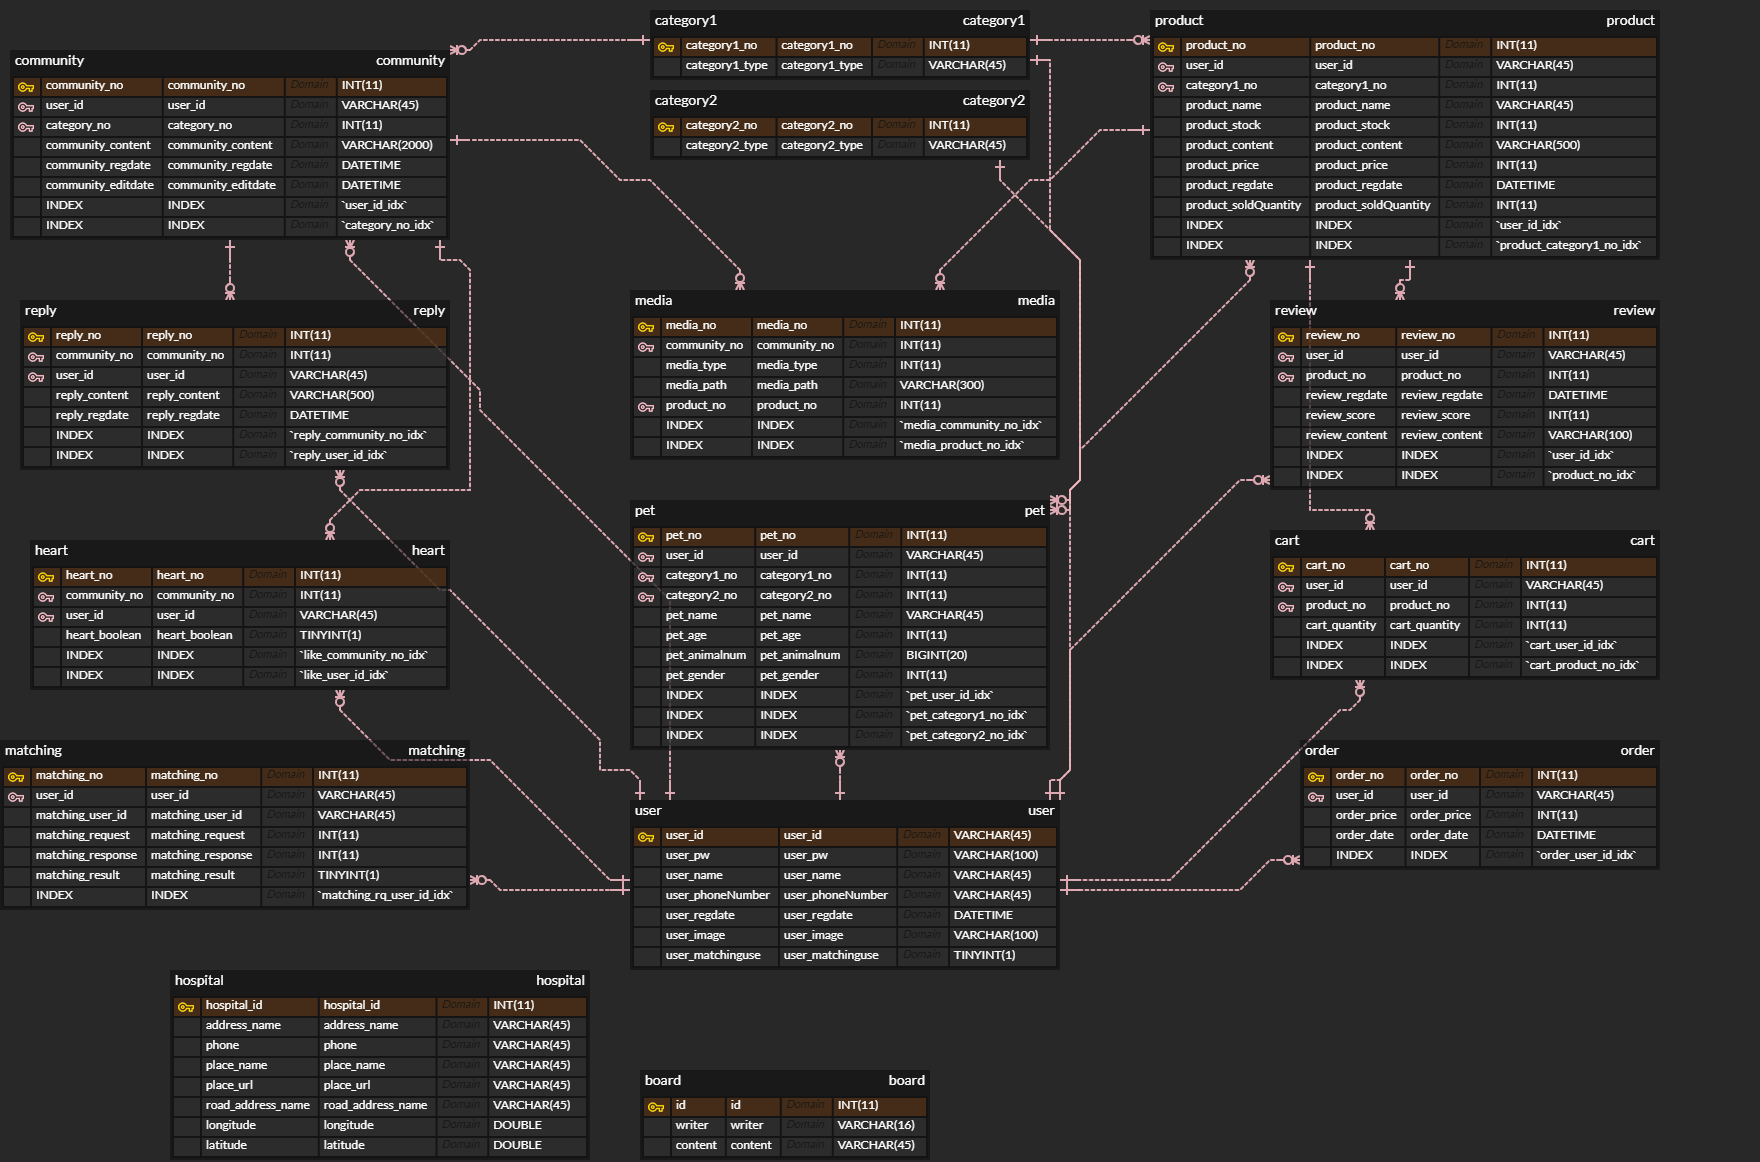 category1 category1
category1_no category1_no Domain INT(11)
category1_type category1_type Domain VARCHAR(45)
product product
product_no product_no Domain INT(11)
user_id user_id Domain VARCHAR(45)
category1_no category1_no Domain INT(11)
product_name product_name Domain VARCHAR(45)
product_stock product_stock Domain INT(11)
product_content product_content Domain VARCHAR(500)
product_price product_price Domain INT(11)
product_regdate product_regdate Domain DATETIME
product_soldQuantity product_soldQuantity Domain INT(11)
INDEX INDEX Domain `user_id_idx`
INDEX INDEX Domain `product_category1_no_idx`
community community
community_no community_no Domain INT(11)
user_id user_id Domain VARCHAR(45)
category_no category_no Domain INT(11)
community_content community_content Domain VARCHAR(2000)
community_regdate community_regdate Domain DATETIME
community_editdate community_editdate Domain DATETIME
INDEX INDEX Domain `user_id_idx`
INDEX INDEX Domain `category_no_idx`
category2 category2
category2_no category2_no Domain INT(11)
category2_type category2_type Domain VARCHAR(45)
reply reply
reply_no reply_no Domain INT(11)
community_no community_no Domain INT(11)
user_id user_id Domain VARCHAR(45)
reply_content reply_content Domain VARCHAR(500)
reply_regdate reply_regdate Domain DATETIME
INDEX INDEX Domain `reply_community_no_idx`
INDEX INDEX Domain `reply_user_id_idx`
media media
media_no media_no Domain INT(11)
community_no community_no Domain INT(11)
media_type media_type Domain INT(11)
media_path media_path Domain VARCHAR(300)
product_no product_no Domain INT(11)
INDEX INDEX Domain `media_community_no_idx`
INDEX INDEX Domain `media_product_no_idx`
review review
review_no review_no Domain INT(11)
user_id user_id Domain VARCHAR(45)
product_no product_no Domain INT(11)
review_regdate review_regdate Domain DATETIME
review_score review_score Domain INT(11)
review_content review_content Domain VARCHAR(100)
INDEX INDEX Domain `user_id_idx`
INDEX INDEX Domain `product_no_idx`
heart heart
heart_no heart_no Domain INT(11)
community_no community_no Domain INT(11)
user_id user_id Domain VARCHAR(45)
heart_boolean heart_boolean Domain TINYINT(1)
INDEX INDEX Domain `like_community_no_idx`
INDEX INDEX Domain `like_user_id_idx`
pet pet
pet_no pet_no Domain INT(11)
user_id user_id Domain VARCHAR(45)
category1_no category1_no Domain INT(11)
category2_no category2_no Domain INT(11)
pet_name pet_name Domain VARCHAR(45)
pet_age pet_age Domain INT(11)
pet_animalnum pet_animalnum Domain BIGINT(20)
pet_gender pet_gender Domain INT(11)
INDEX INDEX Domain `pet_user_id_idx`
INDEX INDEX Domain `pet_category1_no_idx`
INDEX INDEX Domain `pet_category2_no_idx`
cart cart
cart_no cart_no Domain INT(11)
user_id user_id Domain VARCHAR(45)
product_no product_no Domain INT(11)
cart_quantity cart_quantity Domain INT(11)
INDEX INDEX Domain `cart_user_id_idx`
INDEX INDEX Domain `cart_product_no_idx`
matching matching
matching_no matching_no Domain INT(11)
user_id user_id Domain VARCHAR(45)
matching_user_id matching_user_id Domain VARCHAR(45)
matching_request matching_request Domain INT(11)
matching_response matching_response Domain INT(11)
matching_result matching_result Domain TINYINT(1)
INDEX INDEX Domain `matching_rq_user_id_idx`
user user
user_id user_id Domain VARCHAR(45)
user_pw user_pw Domain VARCHAR(100)
user_name user_name Domain VARCHAR(45)
user_phoneNumber user_phoneNumber Domain VARCHAR(45)
user_regdate user_regdate Domain DATETIME
user_image user_image Domain VARCHAR(100)
user_matchinguse user_matchinguse Domain TINYINT(1)
order order
order_no order_no Domain INT(11)
user_id user_id Domain VARCHAR(45)
order_price order_price Domain INT(11)
order_date order_date Domain DATETIME
INDEX INDEX Domain `order_user_id_idx`
hospital hospital
hospital_id hospital_id Domain INT(11)
address_name address_name Domain VARCHAR(45)
phone phone Domain VARCHAR(45)
place_name place_name Domain VARCHAR(45)
place_url place_url Domain VARCHAR(45)
road_address_name road_address_name Domain VARCHAR(45)
longitude longitude Domain DOUBLE
latitude latitude Domain DOUBLE
board board
id id Domain INT(11)
writer writer Domain VARCHAR(16)
content content Domain VARCHAR(45)